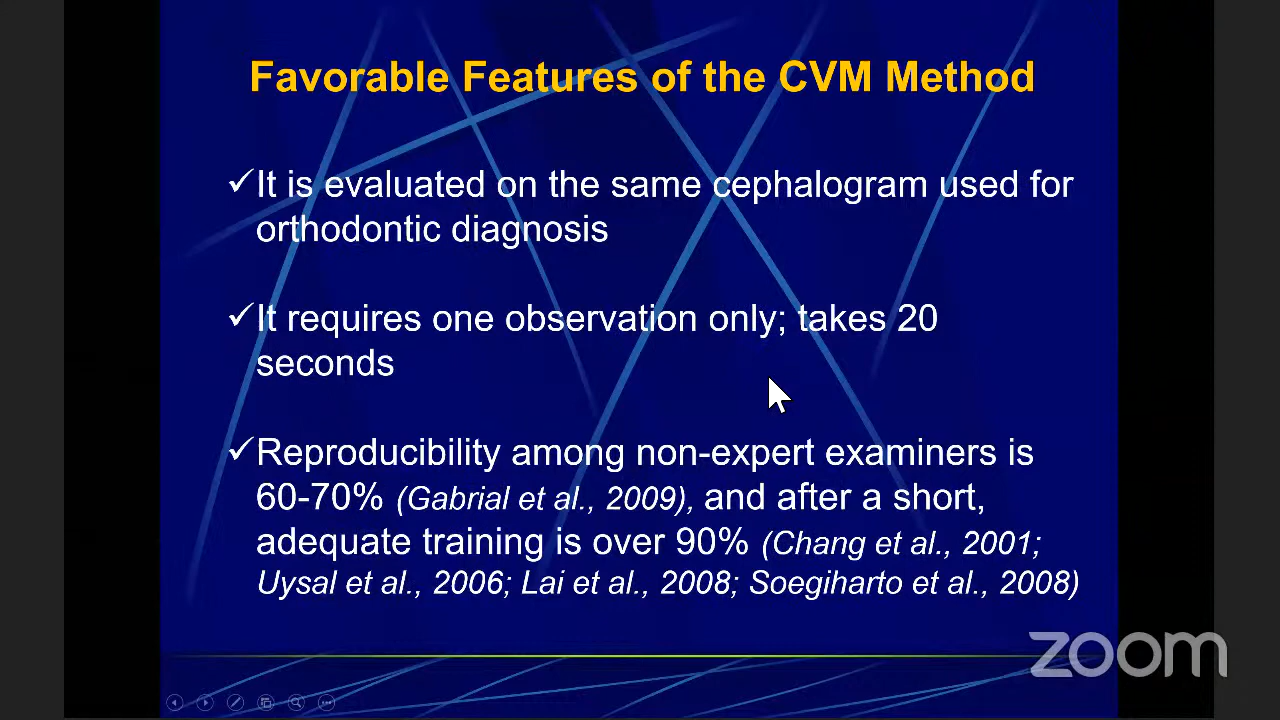 Favorable Features of the CVM Method
✓It is evaluated on the same cephalogram used for
orthodontic diagnosis
✓It requires one observation only; takes 20
seconds
✓Reproducibility among non-expert examiners is
60-70% (Gabrial et al., 2009), and after a short,
adequate training is over 90% (Chang et al., 2001;
Uysal et al., 2006; Lai et al., 2008; Soegiharto et al., 2008)
zoom